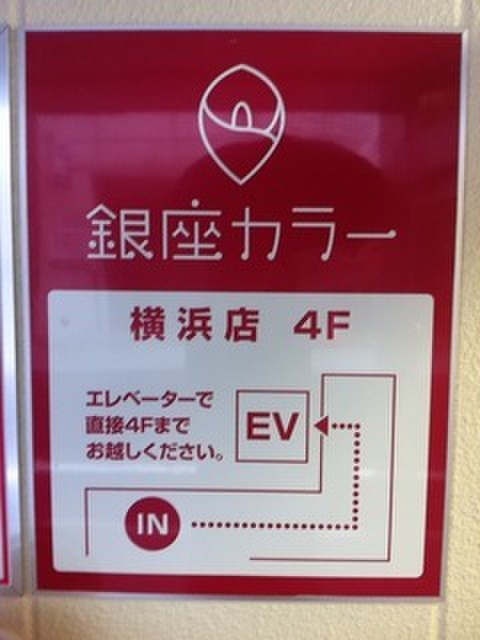 銀座カラー
横浜店 4F
エレベーターで
直接4Fまで
お越しください。
EV
IN